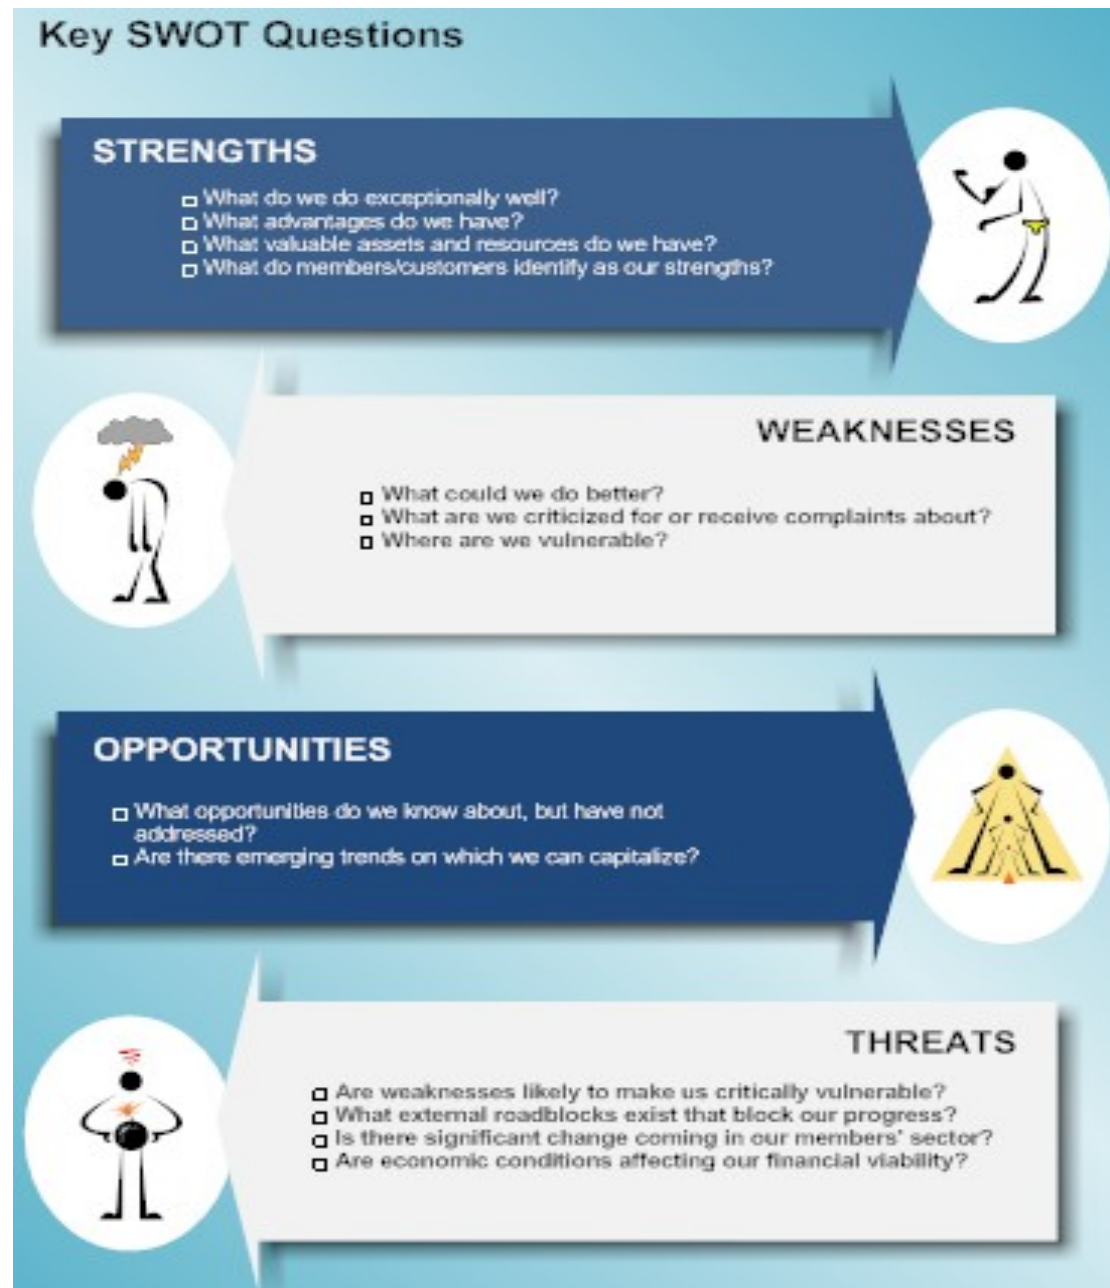 Key SWOT Questions
STRENGTHS
What do we do exceptionally well?
What advantages do we have?
What valuable assets and resources do we have?
What do members/customers identify as our strengths?
WEAKNESSES
What could we do better?
What are we criticized for or receive complaints about?
Where are we vulnerable?
OPPORTUNITIES
What opportunities do we know about, but have not
addressed?
Are there emerging trends on which we can capitalize?
THREATS
Are weaknesses likely to make us critically vulnerable?
What external roadblocks exist that block our progress?
Is there significant change coming in our members' sector?
Are economic conditions affecting our financial viability?